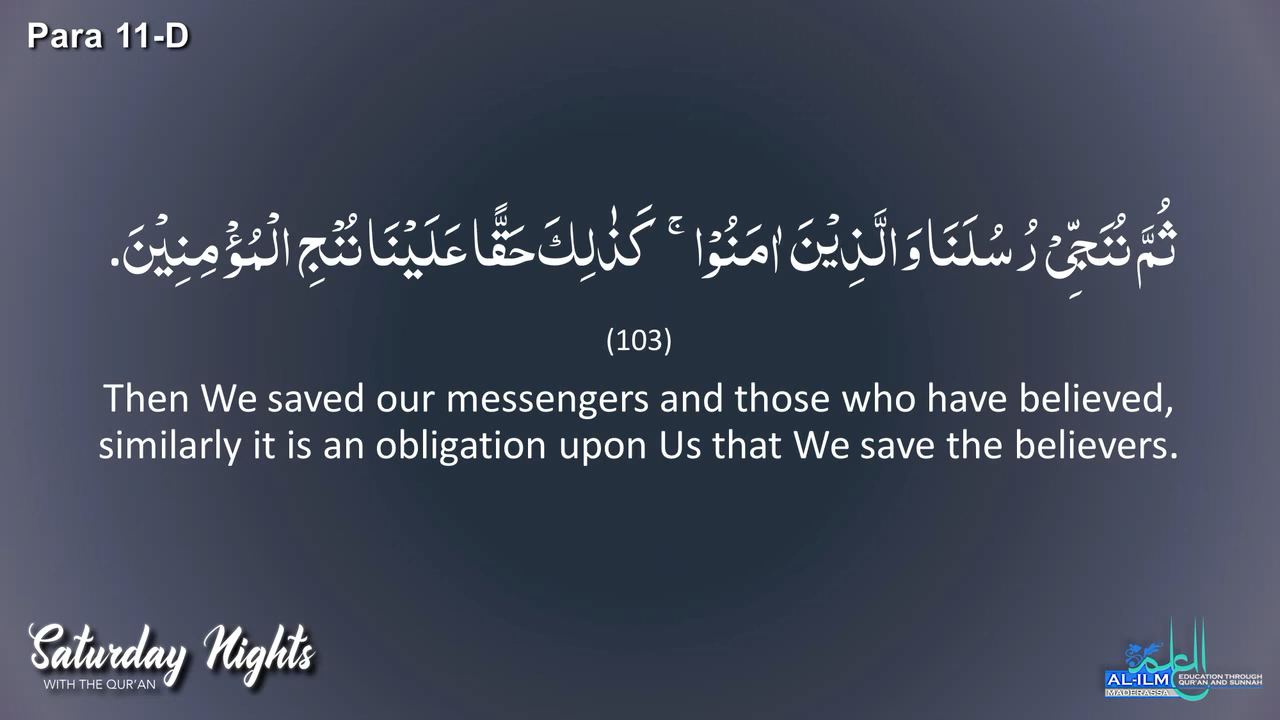 Para 11-D
ثُمَّ نُنَجِّیْ رُسُلَنَا وَالَّذِیْنَ اٰمَنُوْا ۚ كَذٰلِكَ حَقًّا عَلَیْنَا نُنْجِ الْمُؤْمِنِیْنَ.
(103)
Then We saved our messengers and those who have believed,
similarly it is an obligation upon Us that We save the believers.
Saturday Nights
WITH THE QUR'AN
العلم
AL-ILM
MADERASSA
EDUCATION THROUGH
QUR'AN AND SUNNAH